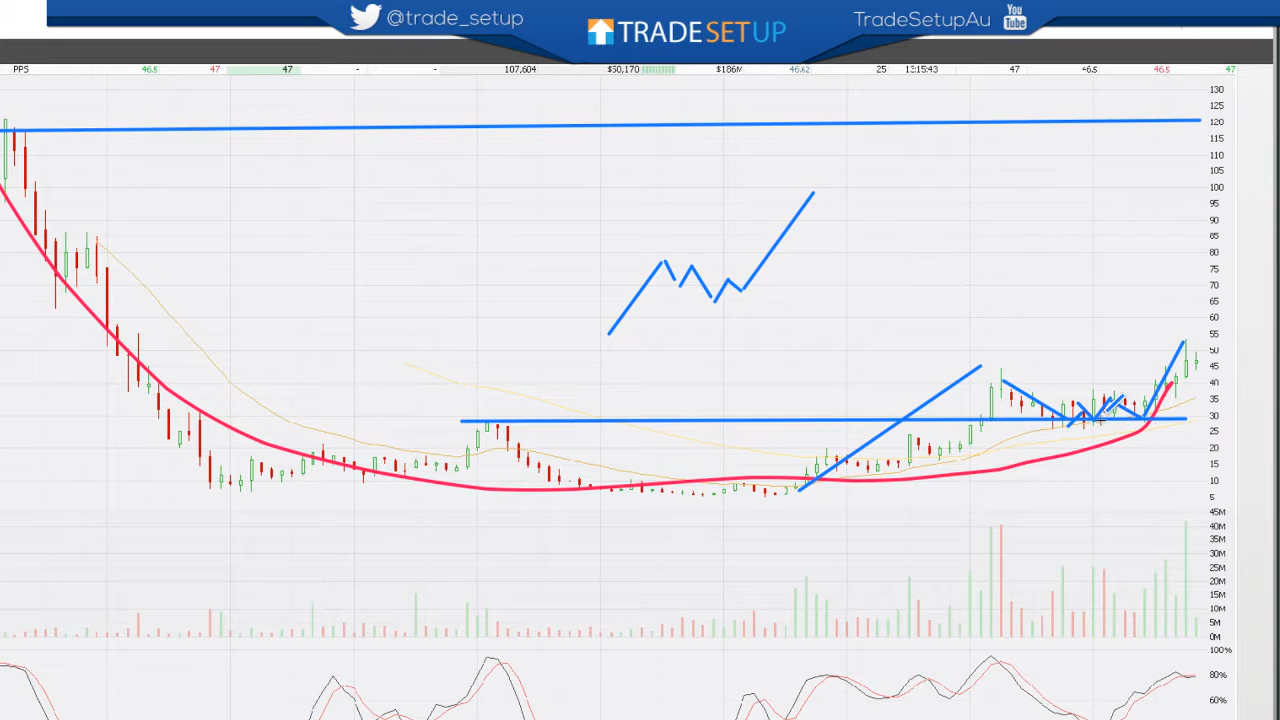 @trade_setup
TRADESETUP
TradeSetupAu You Tube
PPS 46.5 47 47 - - 107,604 $50,170 $186M 46.62 25 13:15:43 47 46.5 46.5 47
130
125
120
115
110
105
100
95
90
85
80
75
70
65
60
55
50
45
40
35
30
25
20
15
10
5
45M
40M
35M
30M
25M
20M
15M
10M
5M
0M
100%
80%
60%